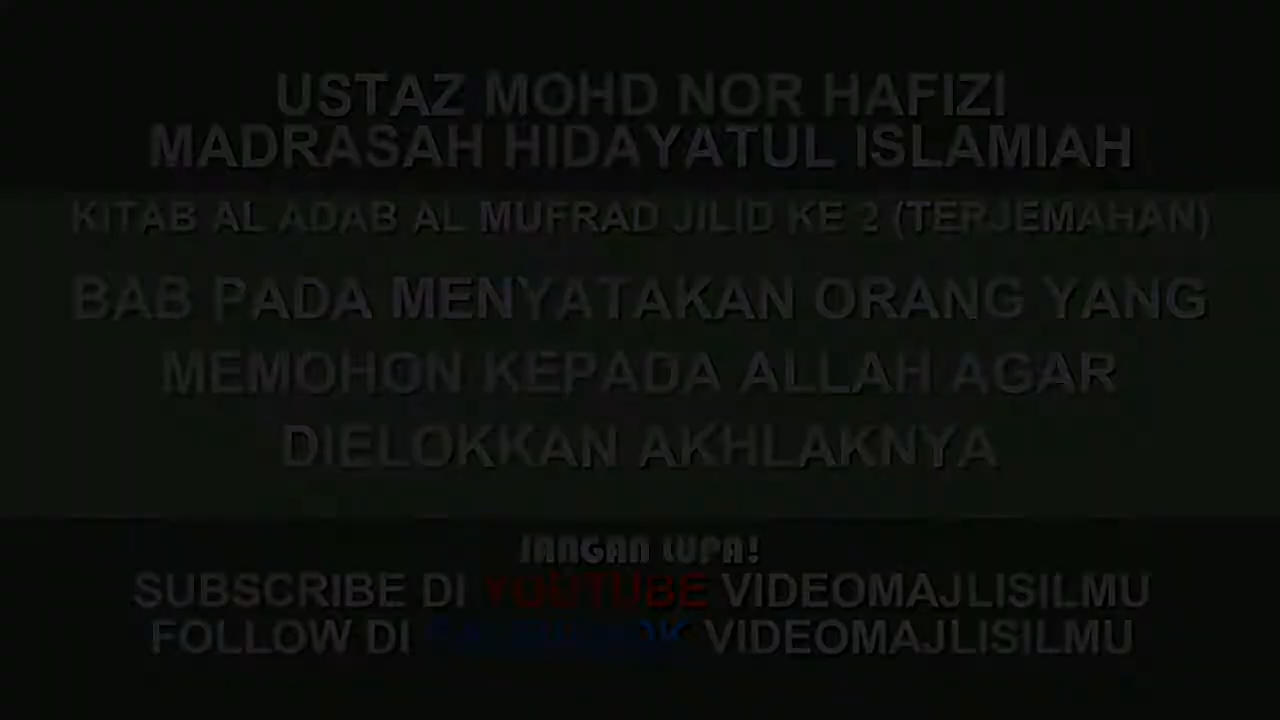 USTAZ MOHD NOR HAFIZI
MADRASAH HIDAYATUL ISLAMIAH
KITAB AL ADAB AL MUFRAD JILID KE 2 (TERJEMAHAN)
BAB PADA MENYATAKAN ORANG YANG
MEMOHON KEPADA ALLAH AGAR
DIELOKKAN AKHLAKNYA
JANGAN LUPA!
SUBSCRIBE DI YOUTUBE VIDEOMAJLISILMU
FOLLOW DI FACEBOOK VIDEOMAJLISILMU